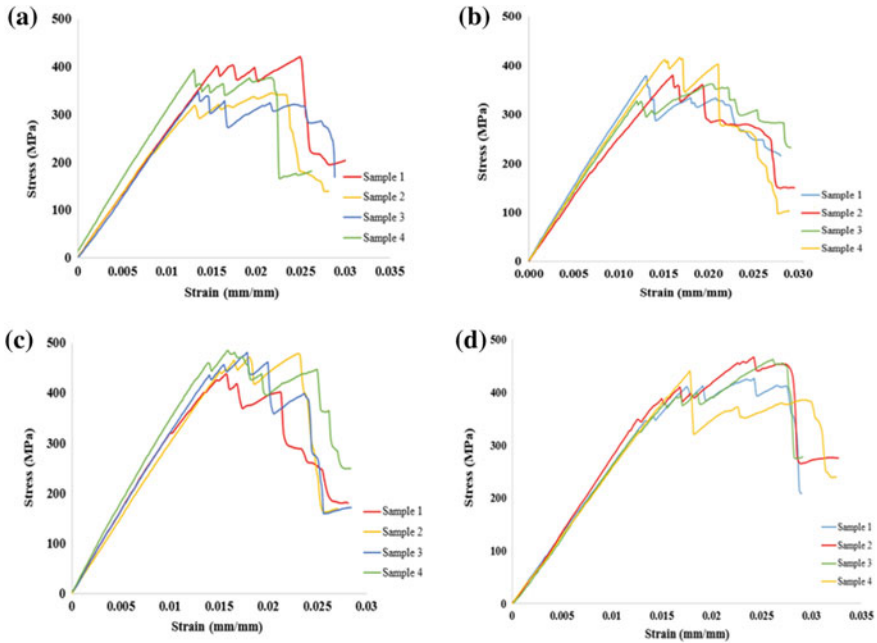 (a)
500
400
300
200
100
0
Stress (MPa)
0 0.005 0.01 0.015 0.02 0.025 0.03 0.035
Strain (mm/mm)
Sample 1
Sample 2
Sample 3
Sample 4
(b)
500
400
300
200
100
0
Stress (MPa)
0.000 0.005 0.010 0.015 0.020 0.025 0.030
Strain (mm/mm)
Sample 1
Sample 2
Sample 3
Sample 4
(c)
500
400
300
200
100
0
Stress (MPa)
0 0.005 0.01 0.015 0.02 0.025 0.03
Strain (mm/mm)
Sample 1
Sample 2
Sample 3
Sample 4
(d)
500
400
300
200
100
0
Stress (MPa)
0 0.005 0.01 0.015 0.02 0.025 0.03 0.035
Strain (mm/mm)
Sample 1
Sample 2
Sample 3
Sample 4